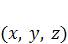 (x, y, z)